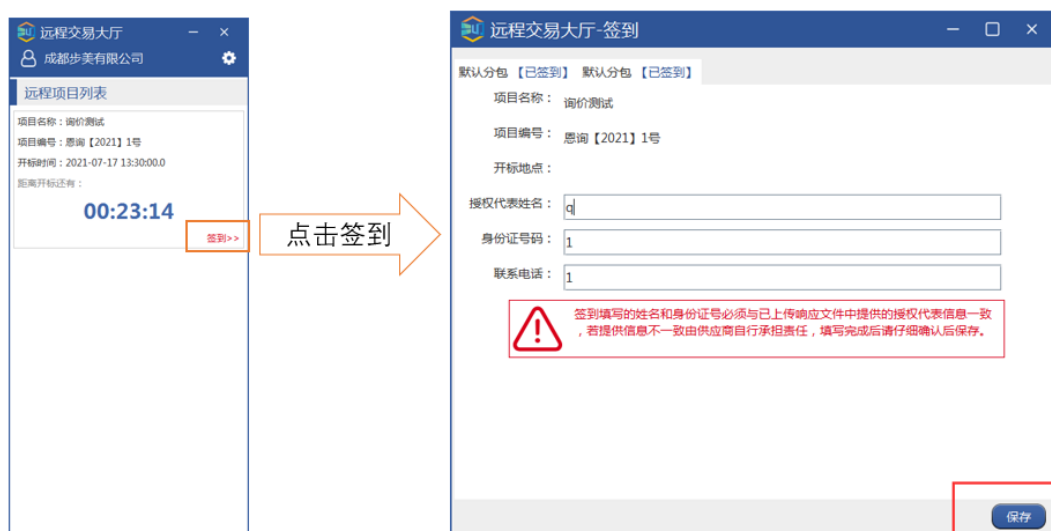 远程交易大厅
成都步美有限公司
远程项目列表
项目名称：询价测试
项目编号：恩询【2021】1号
开标时间：2021-07-17 13:30:00.0
距离开标还有：
00:23:14
签到>>
点击签到
远程交易大厅-签到
默认分包 【已签到】 默认分包 【已签到】
项目名称： 询价测试
项目编号： 恩询【2021】1号
开标地点：
授权代表姓名： q
身份证号码： 1
联系电话： 1
签到填写的姓名和身份证号必须与已上传响应文件中提供的授权代表信息一致
，若提供信息不一致由供应商自行承担责任，填写完成后请仔细确认后保存。
保存